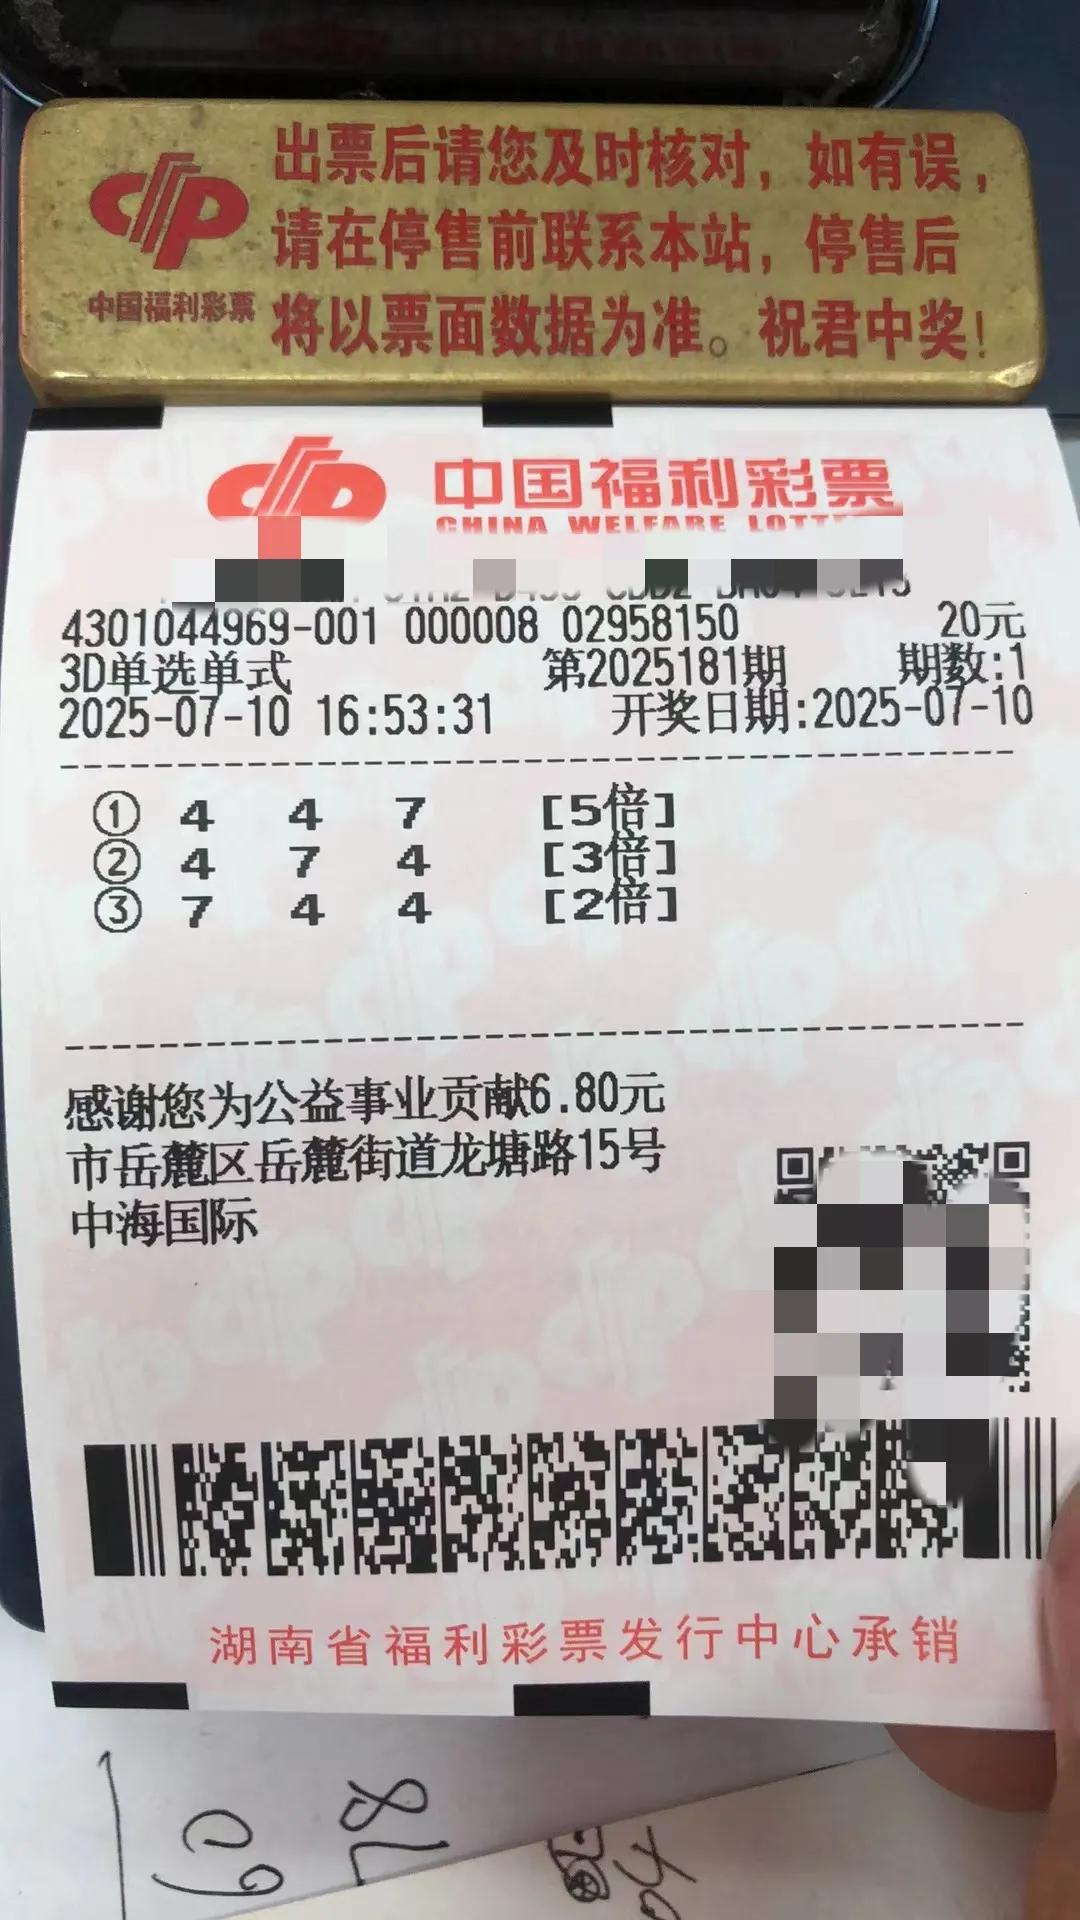 出票后请您及时核对，如有误，
请在停售前联系本站，停售后
将以票面数据为准。祝君中奖！
中国福利彩票
中国福利彩票
CHINA WELFARE
4301044969-001 000008 02958150 20元
3D单选单式 第2025181期 期数:1
2025-07-10 16:53:31 开奖日期:2025-07-10
① 4 4 7 [5倍]
② 4 7 4 [3倍]
③ 7 4 4 [2倍]
感谢您为公益事业贡献6.80元
市岳麓区岳麓街道龙塘路15号
中海国际
湖南省福利彩票发行中心承销